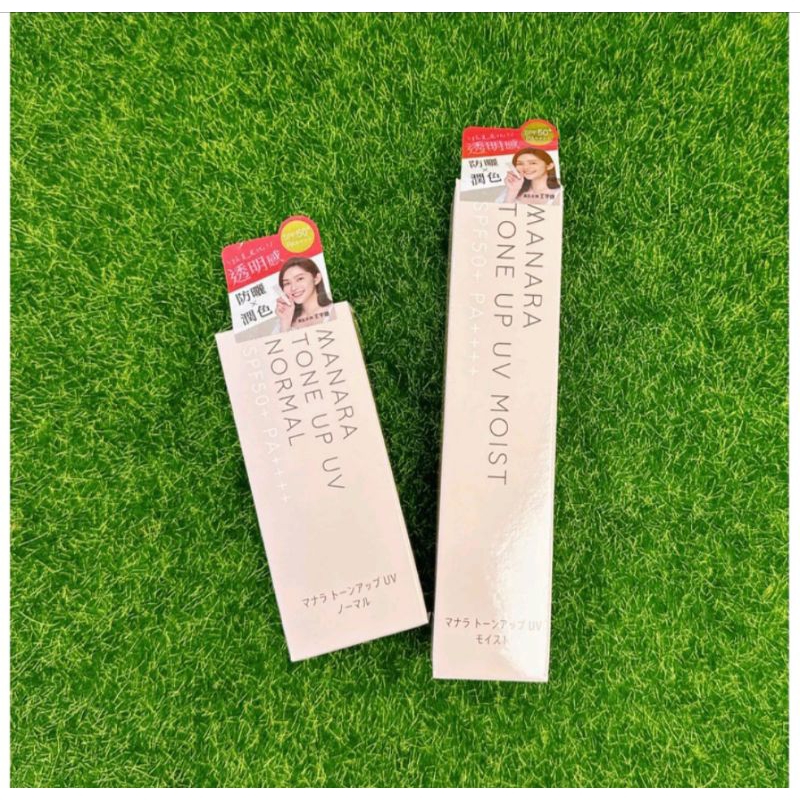 SPF50+
透明感
防曬
×
潤色
MANARA
TONE UP UV
NORMAL
SPF50+ PA++++
マナラ トーンアップ UV
ノーマル
SPF50+
透明感
防曬
×
潤色
MANARA
TONE UP UV MOIST
SPF50+ PA++++
マナラ トーンアップ UV
モイスト